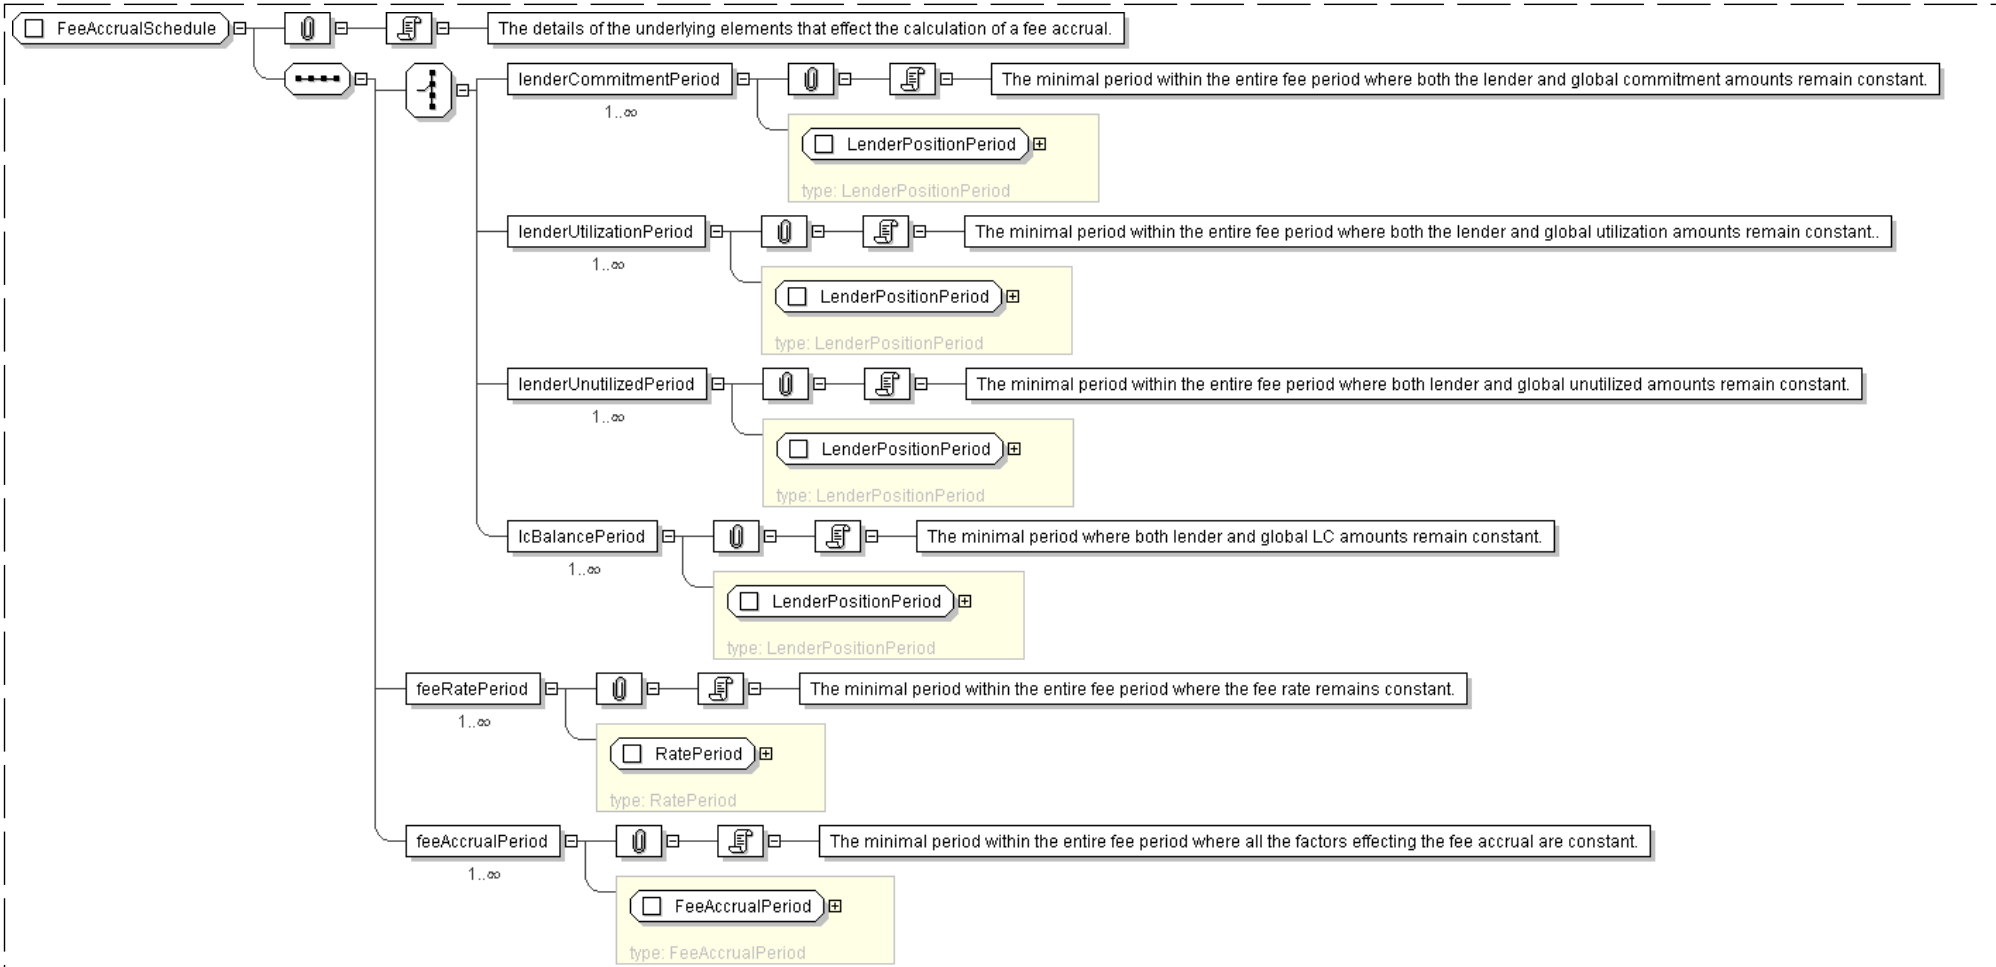 FeeAccrualSchedule
The details of the underlying elements that effect the calculation of a fee accrual.
lenderCommitmentPeriod
The minimal period within the entire fee period where both the lender and global commitment amounts remain constant.
1..∞
LenderPositionPeriod
type: LenderPositionPeriod
lenderUtilizationPeriod
The minimal period within the entire fee period where both the lender and global utilization amounts remain constant..
1..∞
LenderPositionPeriod
type: LenderPositionPeriod
lenderUnutilizedPeriod
The minimal period within the entire fee period where both lender and global unutilized amounts remain constant.
1..∞
LenderPositionPeriod
type: LenderPositionPeriod
lcBalancePeriod
The minimal period where both lender and global LC amounts remain constant.
1..∞
LenderPositionPeriod
type: LenderPositionPeriod
feeRatePeriod
The minimal period within the entire fee period where the fee rate remains constant.
1..∞
RatePeriod
type: RatePeriod
feeAccrualPeriod
The minimal period within the entire fee period where all the factors effecting the fee accrual are constant.
1..∞
FeeAccrualPeriod
type: FeeAccrualPeriod